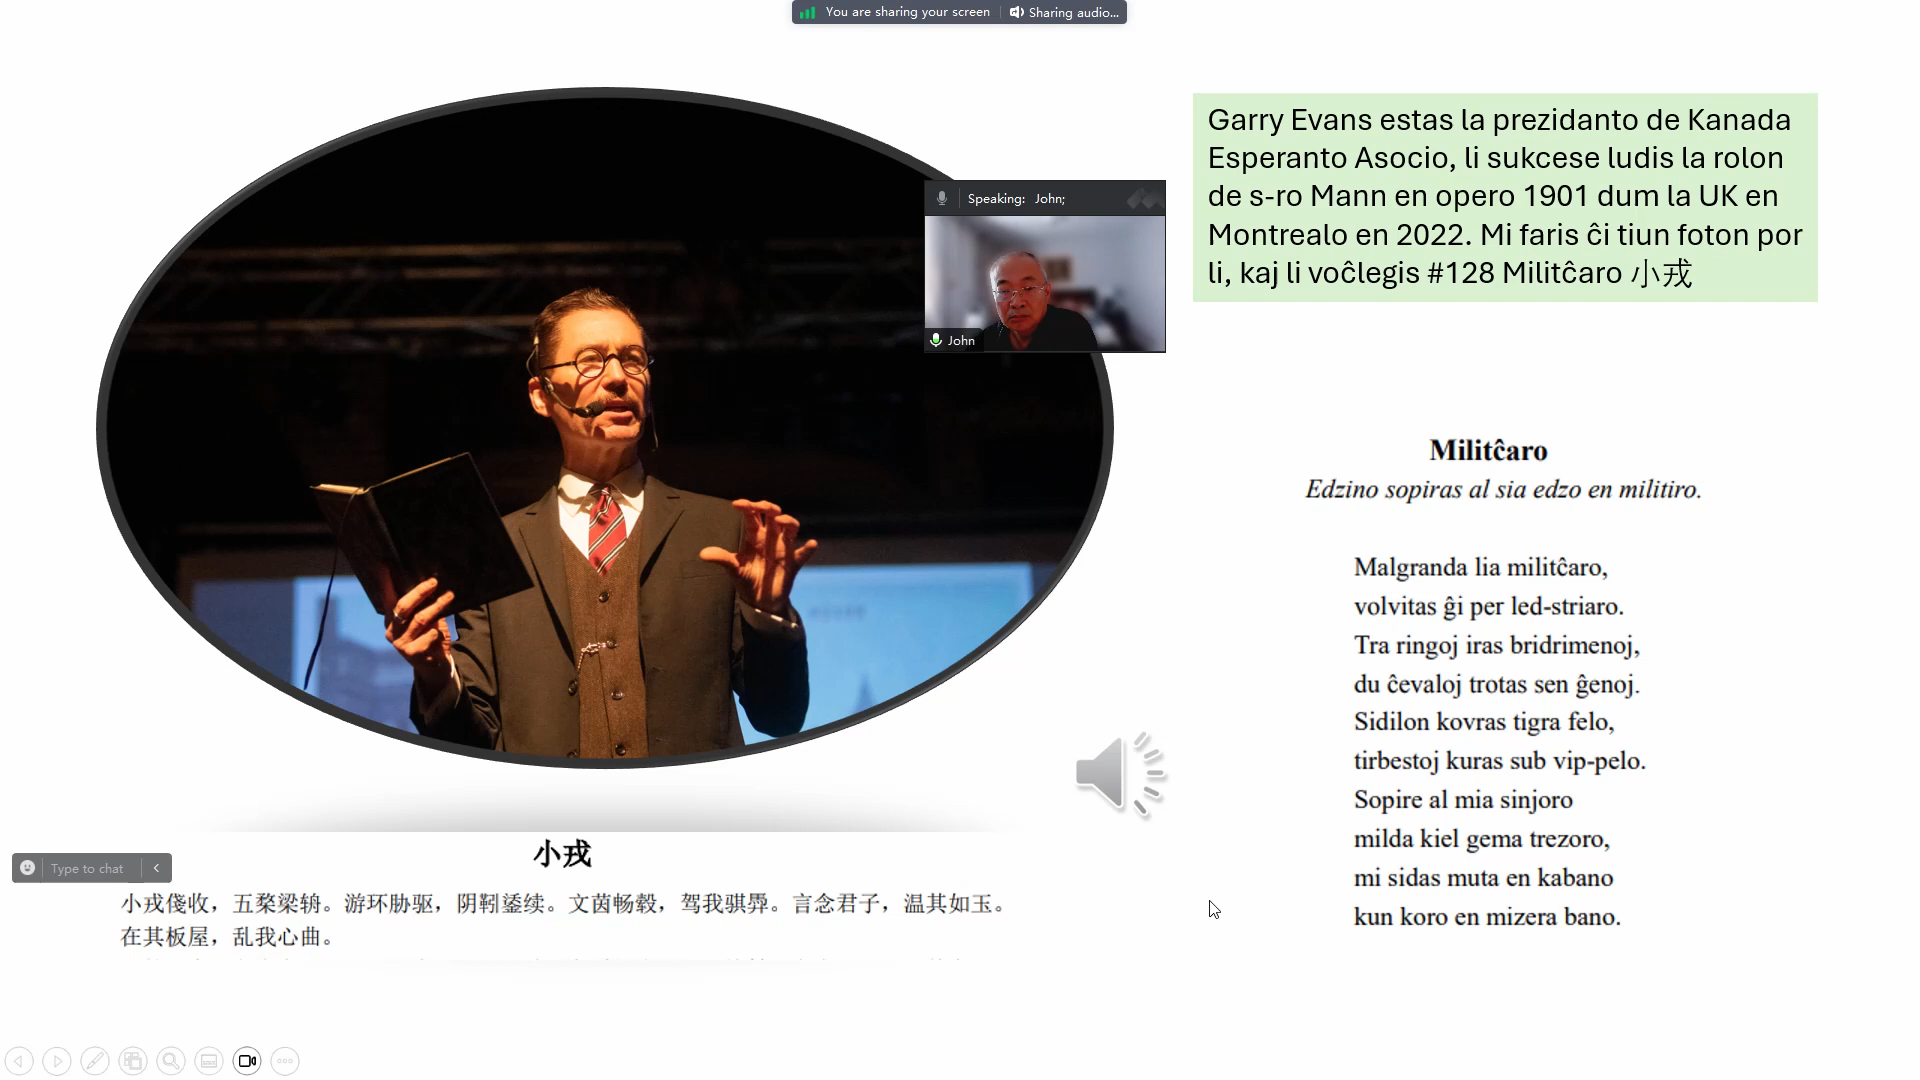 You are sharing your screen
Sharing audio...
Garry Evans estas la prezidanto de Kanada
Esperanto Asocio, li sukcese ludis la rolon
de s-ro Mann en opero 1901 dum la UK en
Montrealo en 2022. Mi faris ĉi tiun foton por
li, kaj li voĉlegis #128 Militĉaro 小戎
Speaking: John;
John
Militĉaro
Edzino sopiras al sia edzo en militiro.
Malgranda lia militĉaro,
volvitas ĝi per led-striaro.
Tra ringoj iras bridrimenoj,
du ĉevaloj trotas sen ĝenoj.
Sidilon kovras tigra felo,
tirbestoj kuras sub vip-pelo.
Sopire al mia sinjoro
milda kiel gema trezoro,
mi sidas muta en kabano
kun koro en mizera bano.
小戎
小戎俴收，五楘梁辀。游环胁驱，阴靷鋈续。文茵畅毂，驾我骐馵。言念君子，温其如玉。
在其板屋，乱我心曲。
Type to chat